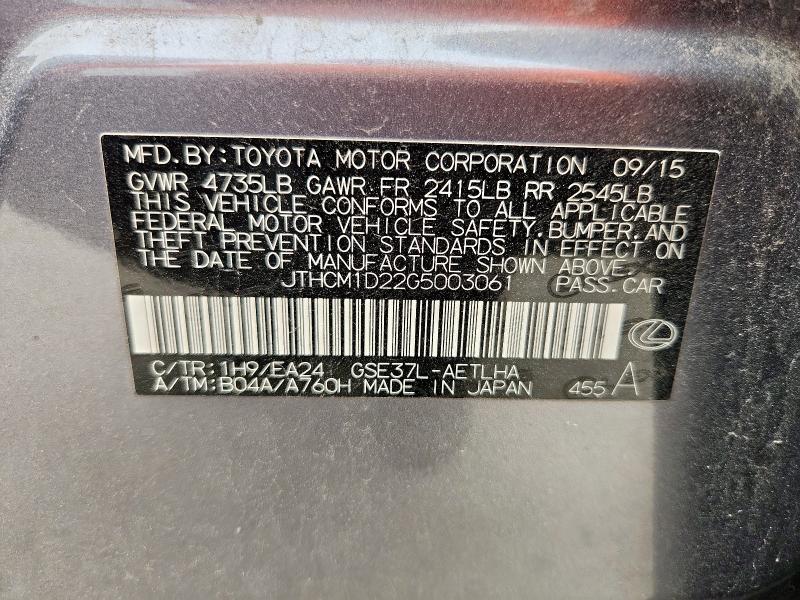 MFD.BY:TOYOTA MOTOR CORPORATION 09/15
GVWR 4735LB GAWR FR 2415LB RR 2545LB
THIS VEHICLE CONFORMS TO ALL APPLICABLE
FEDERAL MOTOR VEHICLE SAFETY,BUMPER,AND
THEFT PREVENTION STANDARDS IN EFFECT ON
THE DATE OF MANUFACTURE SHOWN ABOVE.
JTHCM1D22G5003061 PASS.CAR
C/TR:1H9/EA24 GSE37L-AETLHA
A/TM:B04A/A760H MADE IN JAPAN 455 A